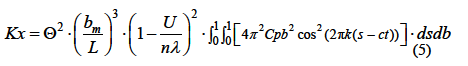 Kx = Θ² · (b_m / L)³ · (1 − U / nλ)² · ∫₀¹∫₀¹ [4π²Cpb² cos²(2πk(s − ct))] · dsdb
(5)